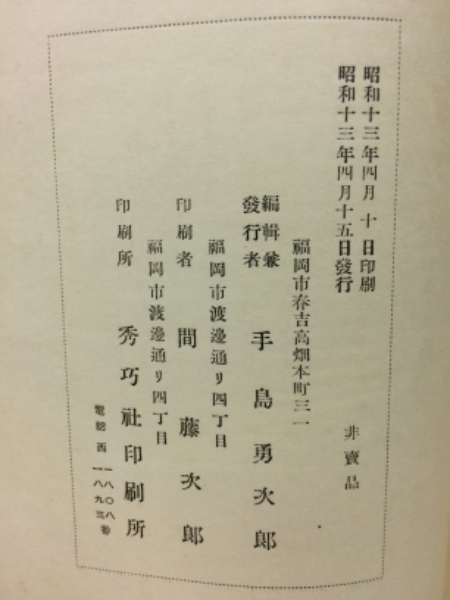 昭和十三年四月十日印刷
昭和十三年四月十五日發行
非賣品
福岡市春吉高畑本町三一
編輯兼
發行者 手島勇次郎
福岡市渡邊通リ四丁目
印刷者 間藤次郎
福岡市渡邊通リ四丁目
印刷所 秀巧社印刷所
電話西 一八〇八 一八九三 番